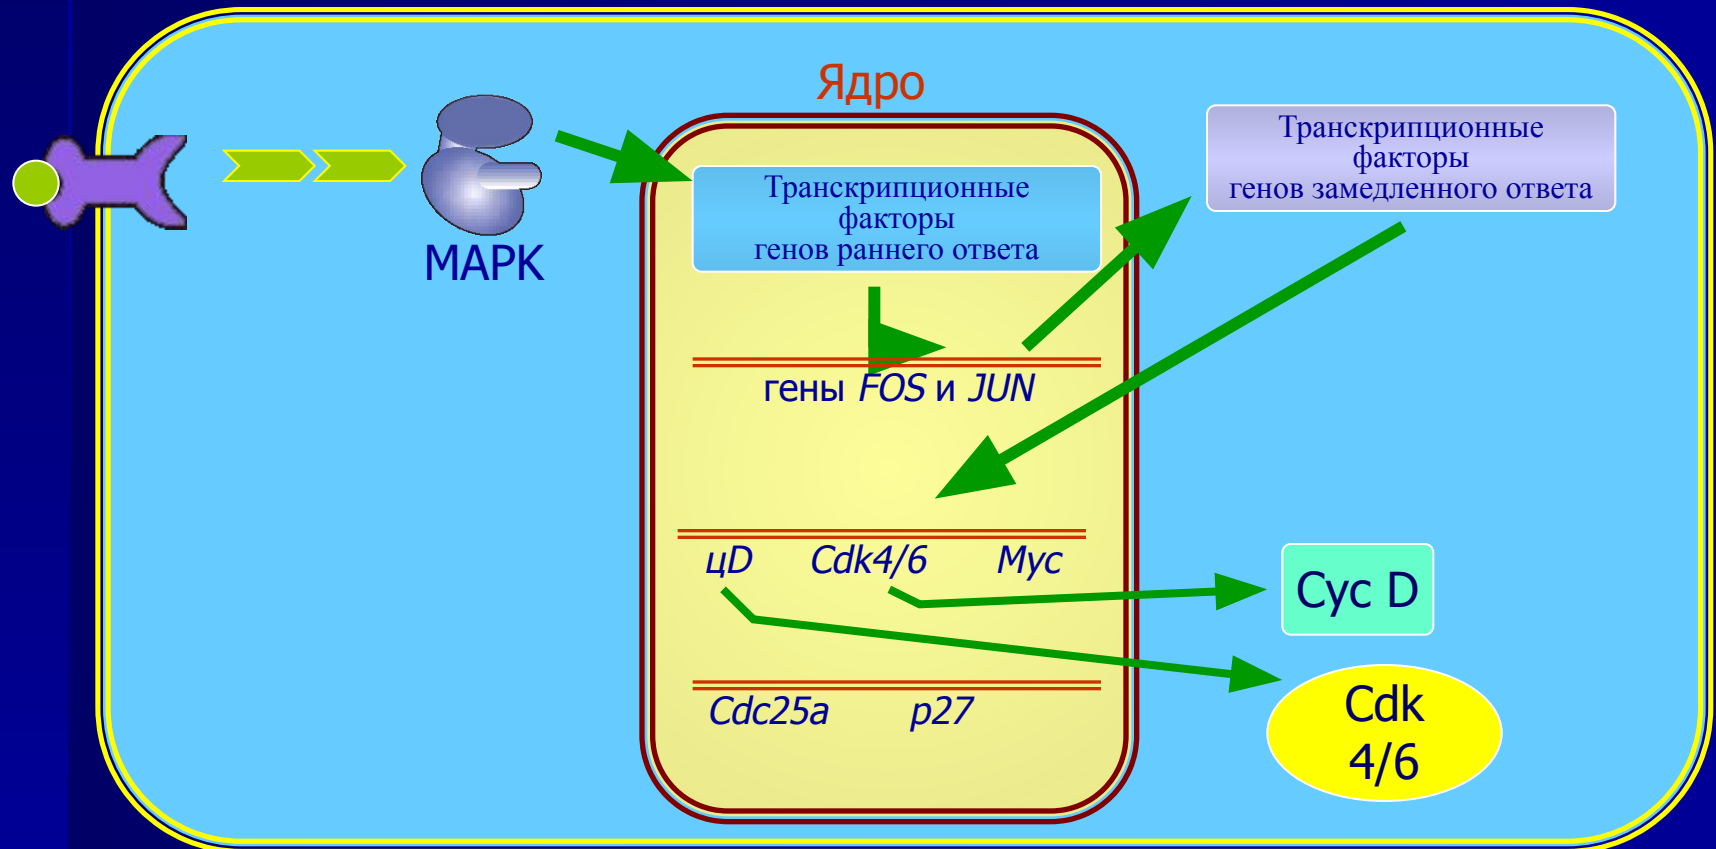 Ядро
Транскрипционные
факторы
генов замедленного ответа
Транскрипционные
факторы
генов раннего ответа
МАРК
гены FOS и JUN
цD Cdk4/6 Myc
Cyc D
Cdc25a p27
Cdk
4/6